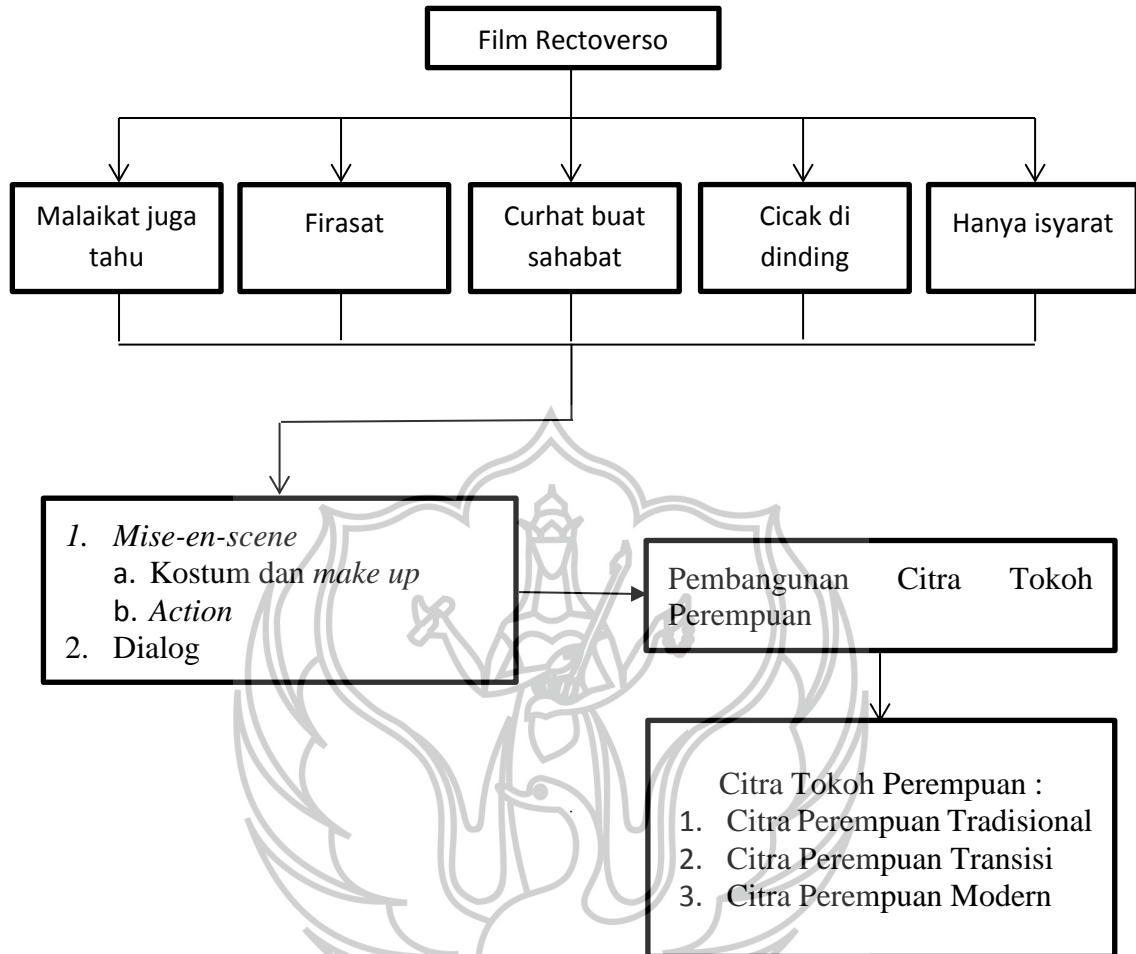 Film Rectoverso
Malaikat juga
tahu
Firasat
Curhat buat
sahabat
Cicak di
dinding
Hanya isyarat
1. Mise-en-scene
a. Kostum dan make up
b. Action
2. Dialog
Pembangunan Citra Tokoh
Perempuan
Citra Tokoh Perempuan :
1. Citra Perempuan Tradisional
2. Citra Perempuan Transisi
3. Citra Perempuan Modern